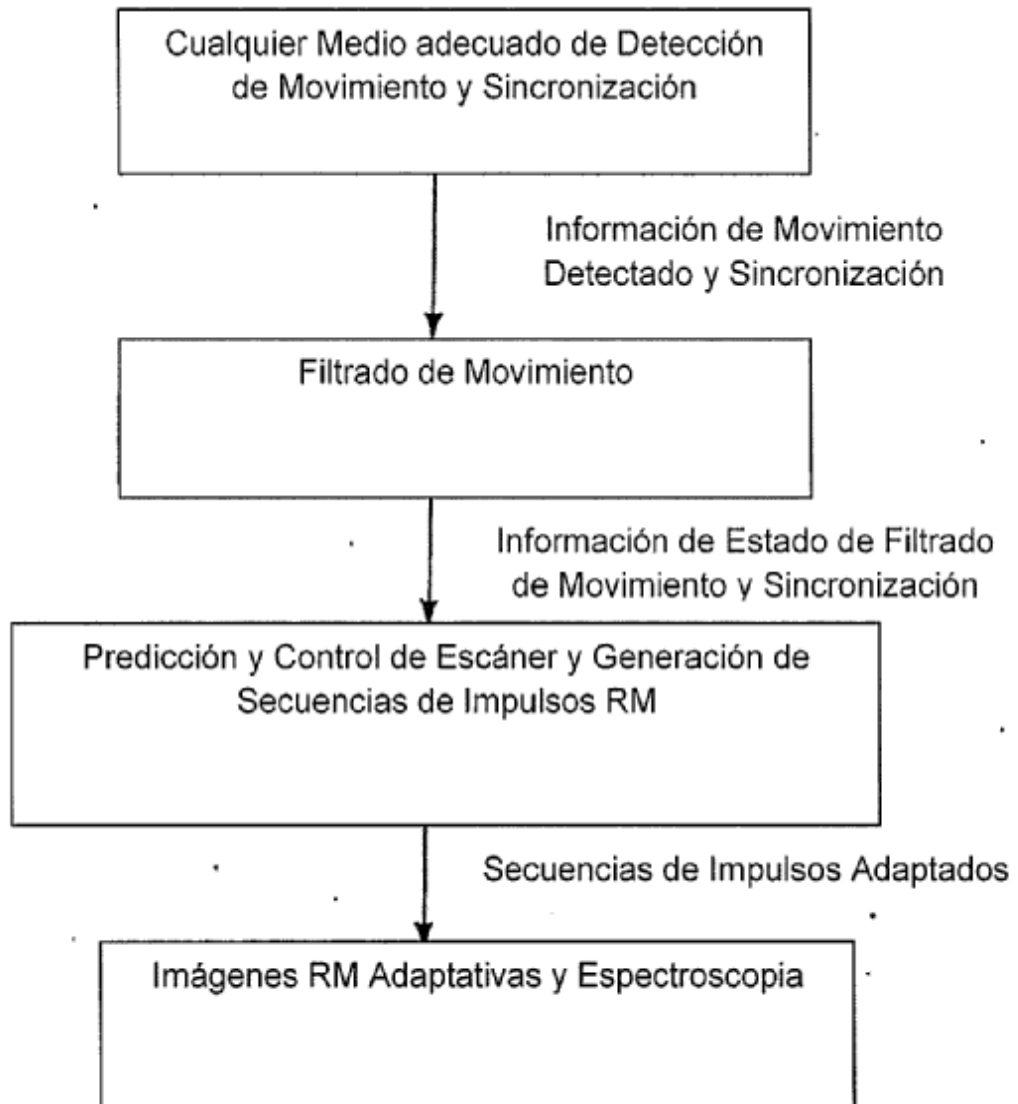 Cualquier Medio adecuado de Detección
de Movimiento y Sincronización
Información de Movimiento
Detectado y Sincronización
Filtrado de Movimiento
Información de Estado de Filtrado
de Movimiento y Sincronización
Predicción y Control de Escáner y Generación de
Secuencias de Impulsos RM
Secuencias de Impulsos Adaptados
Imágenes RM Adaptativas y Espectroscopia